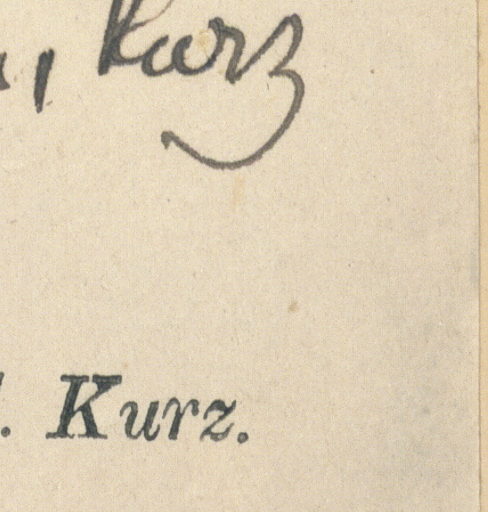 , Kurz
. Kurz.